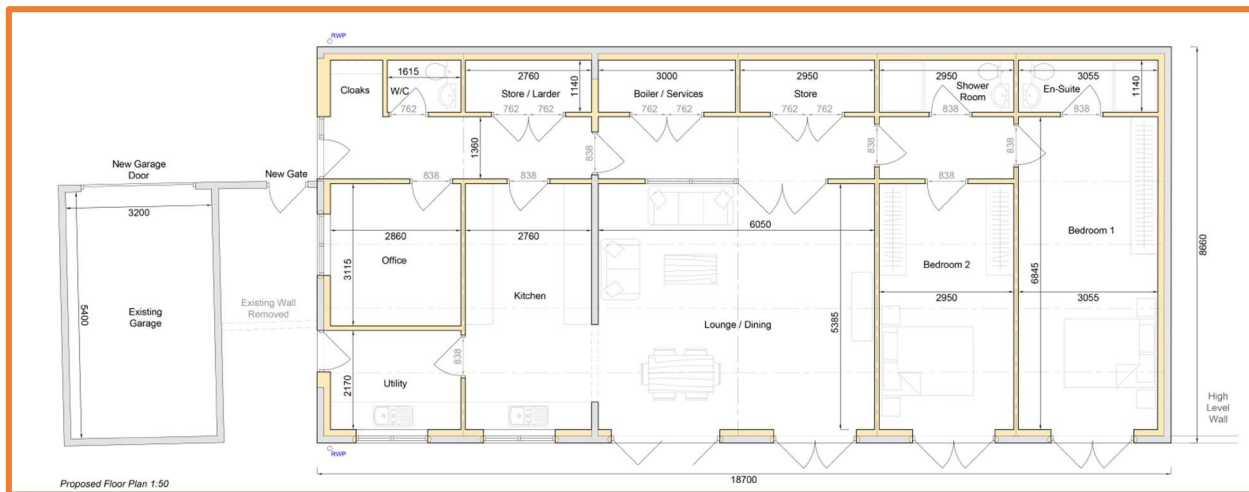 RWP
Cloaks
1615
W/C
762
2760
Store / Larder
762 762
1140
3000
Boiler / Services
762 762
2950
Store
762 762
2950
Shower
Room
838
3055
En-Suite
838
1140
1360
838
838
838
New Garage
Door
New Gate
838
838
838
3200
2860
2760
6050
Office
3115
Existing Wall
Removed
Existing
Garage
5400
Kitchen
Lounge / Dining
5385
Bedroom 2
2950
Bedroom 1
6845
3055
8660
838
Utility
2170
High
Level
Wall
RWP
18700
Proposed Floor Plan 1:50